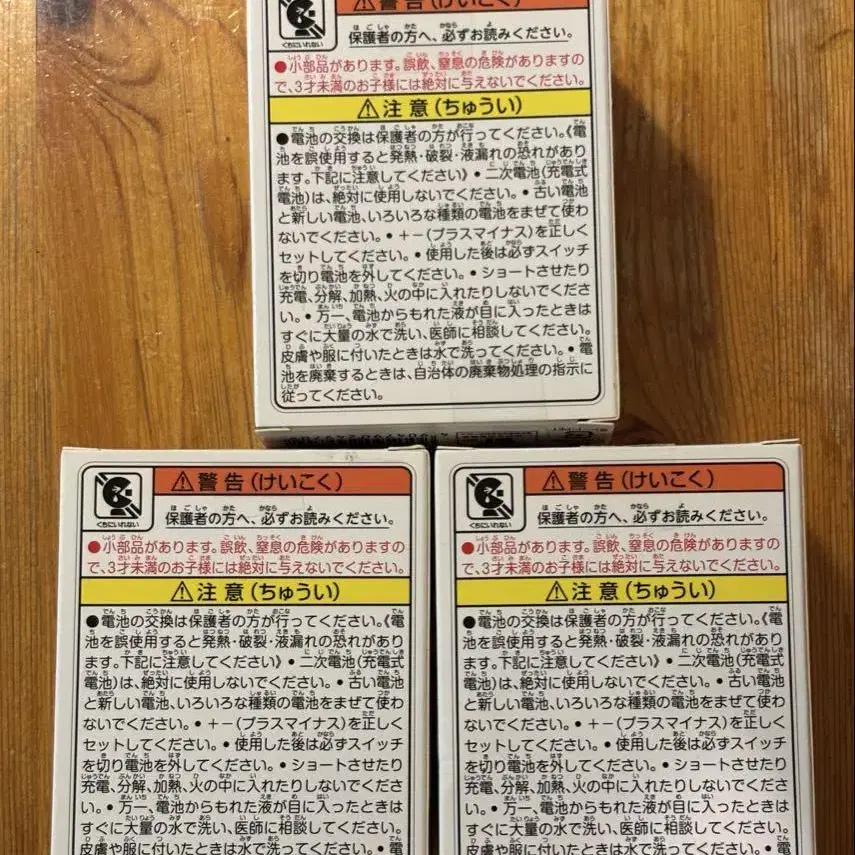 ⚠警告(けいこく)
くちにいれない
保護者の方へ、必ずお読みください。
●小部品があります。誤飲、窒息の危険がありますの
で、3才未満のお子様には絶対に与えないでください。
⚠注意(ちゅうい)
●電池の交換は保護者の方が行ってください。《電
池を誤使用すると発熱・破裂・液漏れの恐れがあり
ます。下記に注意してください》・二次電池(充電式
電池)は、絶対に使用しないでください。・古い電池
と新しい電池、いろいろな種類の電池をまぜて使わ
ないでください。・+−(プラスマイナス)を正しく
セットしてください。・使用した後は必ずスイッチ
を切り電池を外してください。・ショートさせたり
充電、分解、加熱、火の中に入れたりしないでくださ
い。・万一、電池からもれた液が目に入ったときは
すぐに大量の水で洗い、医師に相談してください。
皮膚や服に付いたときは水で洗ってください。・電
池を廃棄するときは、自治体の廃棄物処理の指示に
従ってください。
⚠警告(けいこく)
くちにいれない
保護者の方へ、必ずお読みください。
●小部品があります。誤飲、窒息の危険がありますの
で、3才未満のお子様には絶対に与えないでください。
⚠注意(ちゅうい)
●電池の交換は保護者の方が行ってください。《電
池を誤使用すると発熱・破裂・液漏れの恐れがあり
ます。下記に注意してください》・二次電池(充電式
電池)は、絶対に使用しないでください。・古い電池
と新しい電池、いろいろな種類の電池をまぜて使わ
ないでください。・+−(プラスマイナス)を正しく
セットしてください。・使用した後は必ずスイッチ
を切り電池を外してください。・ショートさせたり
充電、分解、加熱、火の中に入れたりしないでくださ
い。・万一、電池からもれた液が目に入ったときは
すぐに大量の水で洗い、医師に相談してください。
皮膚や服に付いたときは水で洗ってください。・電
⚠警告(けいこく)
くちにいれない
保護者の方へ、必ずお読みください。
●小部品があります。誤飲、窒息の危険がありますの
で、3才未満のお子様には絶対に与えないでください。
⚠注意(ちゅうい)
●電池の交換は保護者の方が行ってください。《電
池を誤使用すると発熱・破裂・液漏れの恐れがあり
ます。下記に注意してください》・二次電池(充電式
電池)は、絶対に使用しないでください。・古い電池
と新しい電池、いろいろな種類の電池をまぜて使わ
ないでください。・+−(プラスマイナス)を正しく
セットしてください。・使用した後は必ずスイッチ
を切り電池を外してください。・ショートさせたり
充電、分解、加熱、火の中に入れたりしないでくださ
い。・万一、電池からもれた液が目に入ったときは
すぐに大量の水で洗い、医師に相談してください。
皮膚や服に付いたときは水で洗ってください。・電